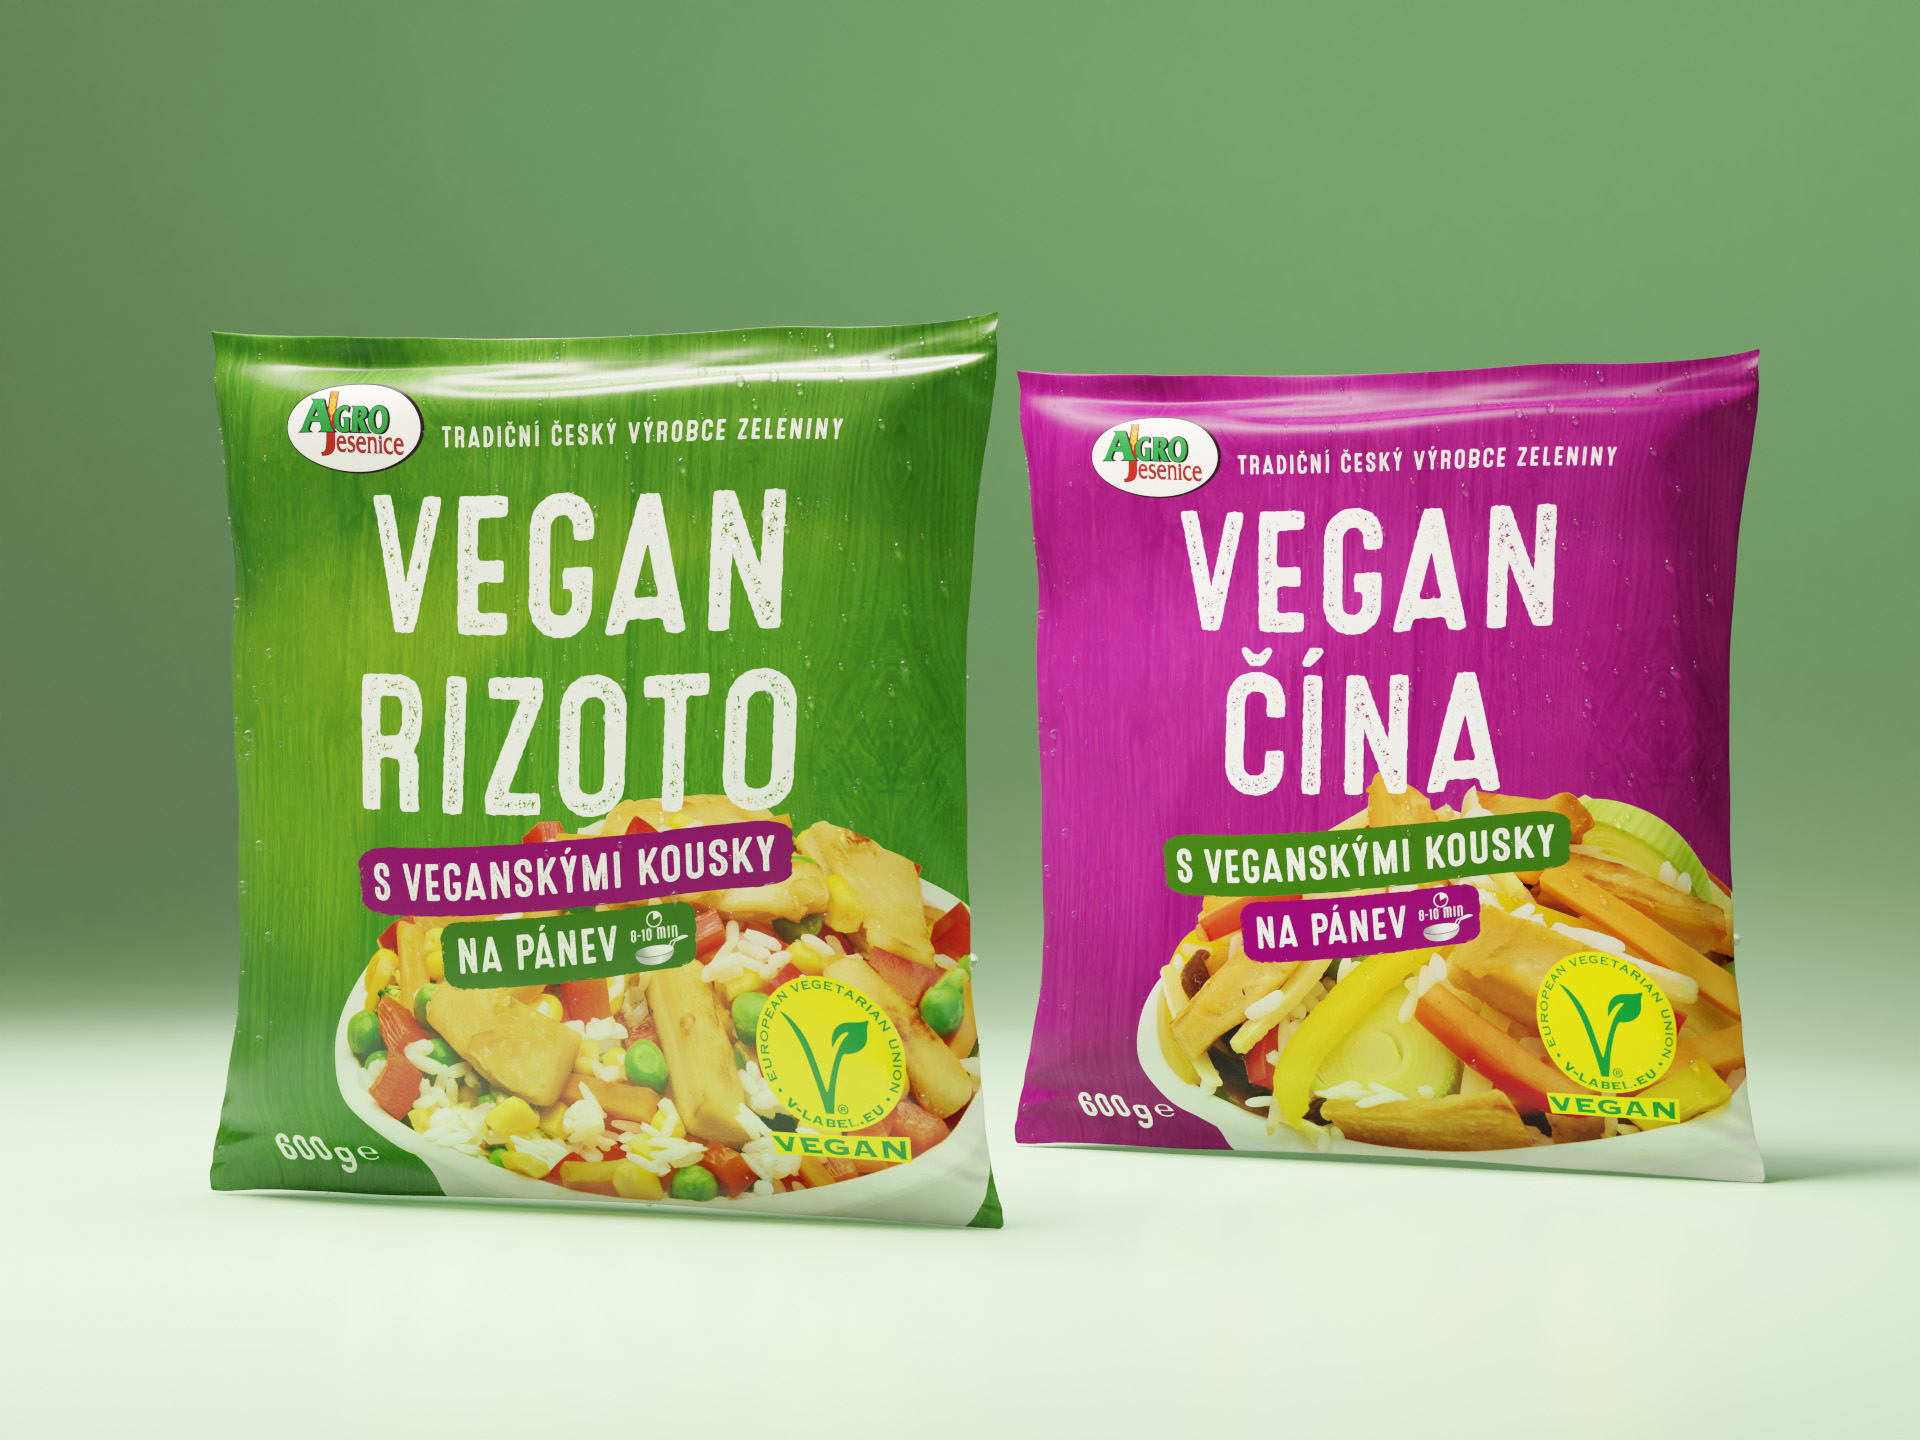 AGRO
Jesenice
TRADIČNÍ ČESKÝ VÝROBCE ZELENINY
VEGAN
RIZOTO
S VEGANSKÝMI KOUSKY
NA PÁNEV 8-10 min
EUROPEAN VEGETARIAN UNION
V-LABEL.EU
®
VEGAN
600g e
AGRO
Jesenice
TRADIČNÍ ČESKÝ VÝROBCE ZELENINY
VEGAN
ČÍNA
S VEGANSKÝMI KOUSKY
NA PÁNEV 8-10 min
EUROPEAN VEGETARIAN UNION
V-LABEL.EU
®
VEGAN
600g e